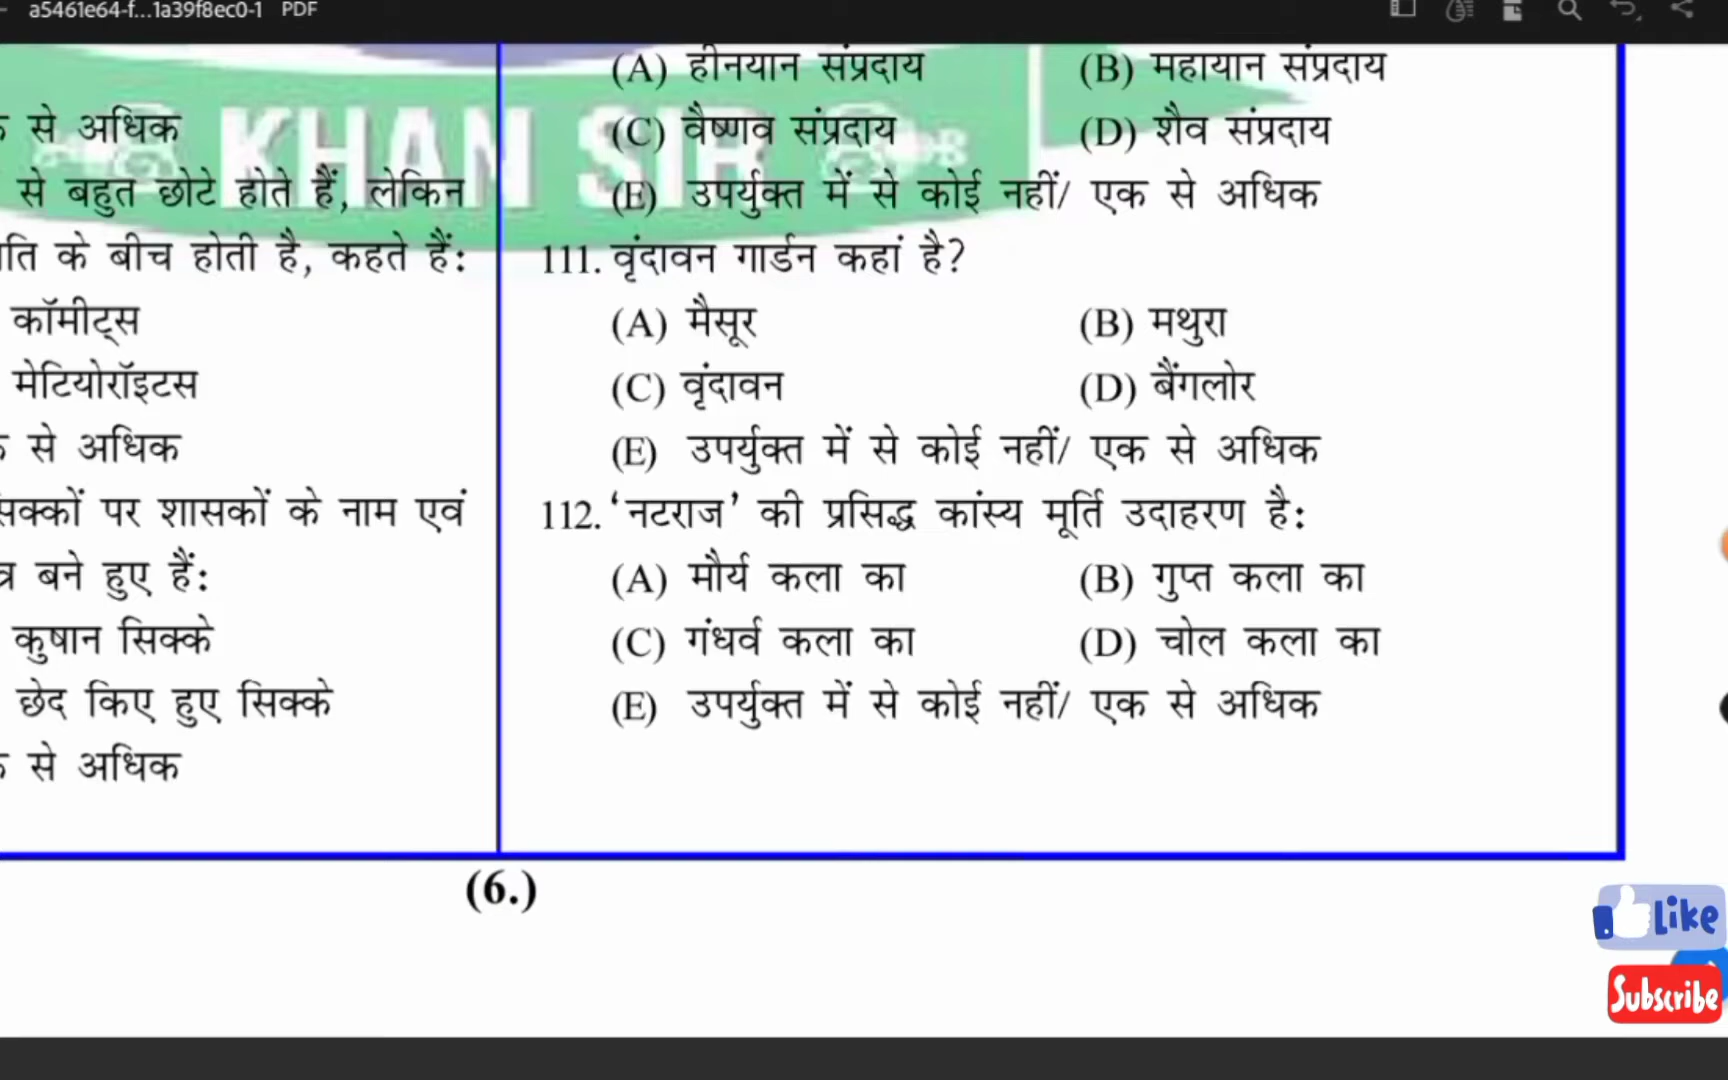 a5461e64-f...1a39f8ec0-1 PDF
KHAN SIR
से अधिक
से बहुत छोटे होते हैं, लेकिन
के बीच होती है, कहते हैं:
कॉमीट्स
मेटियोरॉइटस
से अधिक
पर शासकों के नाम एवं
बने हुए हैं:
कुषान सिक्के
छेद किए हुए सिक्के
से अधिक
(A) हीनयान संप्रदाय (B) महायान संप्रदाय
(C) वैष्णव संप्रदाय (D) शैव संप्रदाय
(E) उपर्युक्त में से कोई नहीं/ एक से अधिक
111. वृंदावन गार्डन कहां है?
(A) मैसूर (B) मथुरा
(C) वृंदावन (D) बैंगलोर
(E) उपर्युक्त में से कोई नहीं/ एक से अधिक
112. ‘नटराज’ की प्रसिद्ध कांस्य मूर्ति उदाहरण है:
(A) मौर्य कला का (B) गुप्त कला का
(C) गंधर्व कला का (D) चोल कला का
(E) उपर्युक्त में से कोई नहीं/ एक से अधिक
(6.)
Like
Subscribe